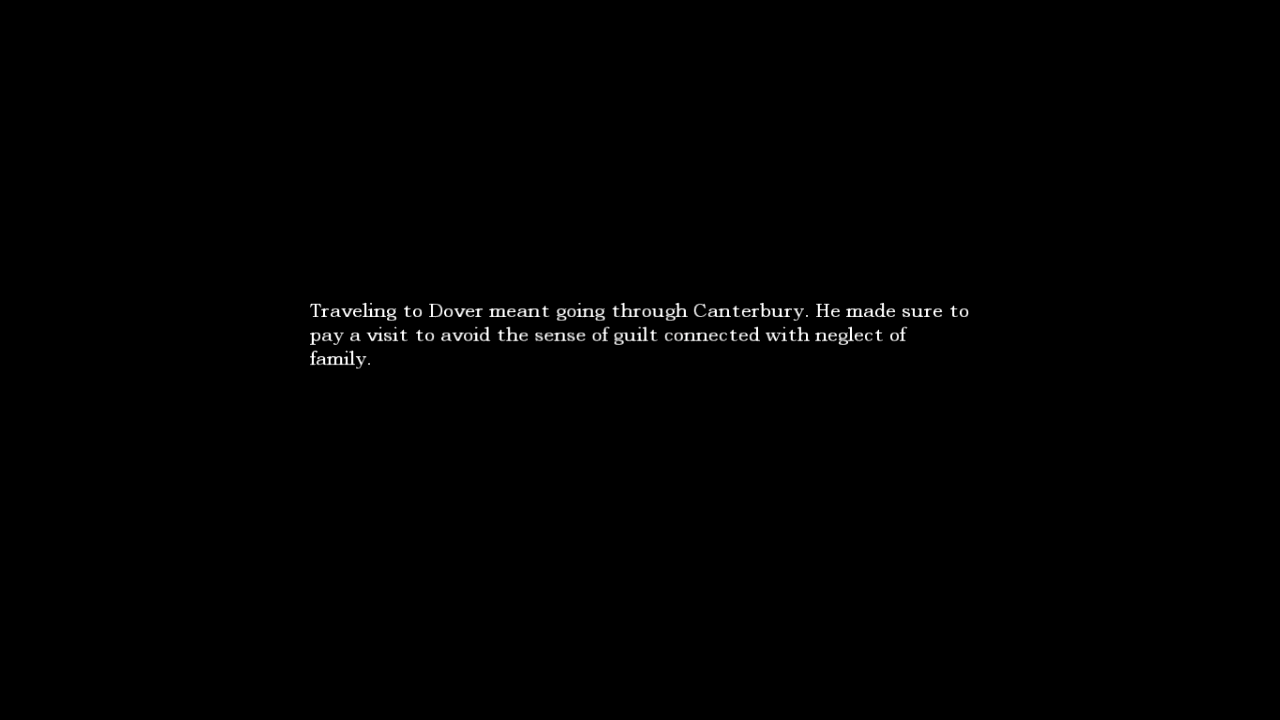 Traveling to Dover meant going through Canterbury. He made sure to
pay a visit to avoid the sense of guilt connected with neglect of
family.